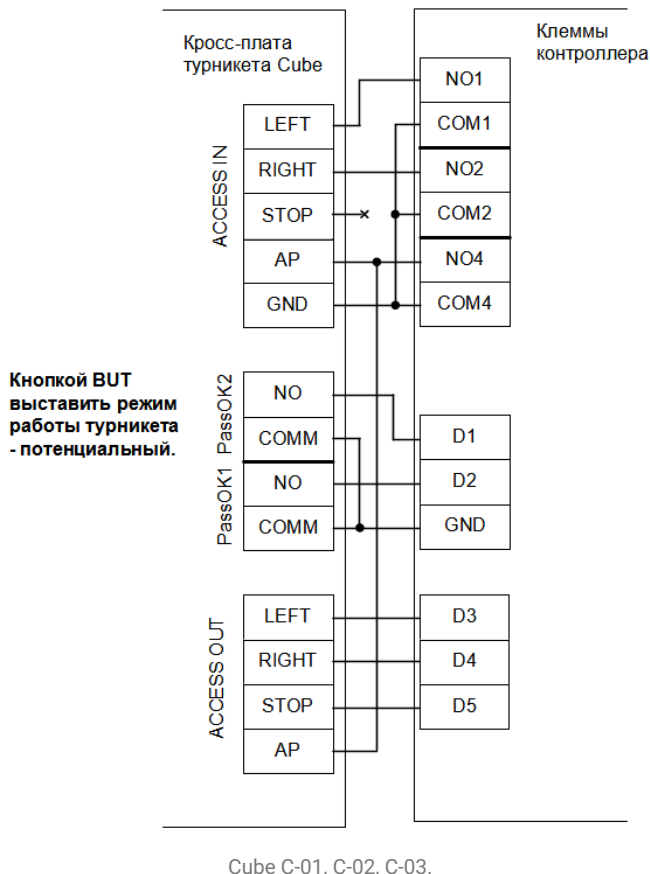 Кросс-плата
турникета Cube
Клеммы
контроллера
ACCESS IN
LEFT
RIGHT
STOP
AP
GND
NO1
COM1
NO2
COM2
NO4
COM4
Кнопкой BUT
выставить режим
работы турникета
- потенциальный.
PassOK2
NO
COMM
PassOK1
NO
COMM
D1
D2
GND
ACCESS OUT
LEFT
RIGHT
STOP
AP
D3
D4
D5
Cube C-01, C-02, C-03.